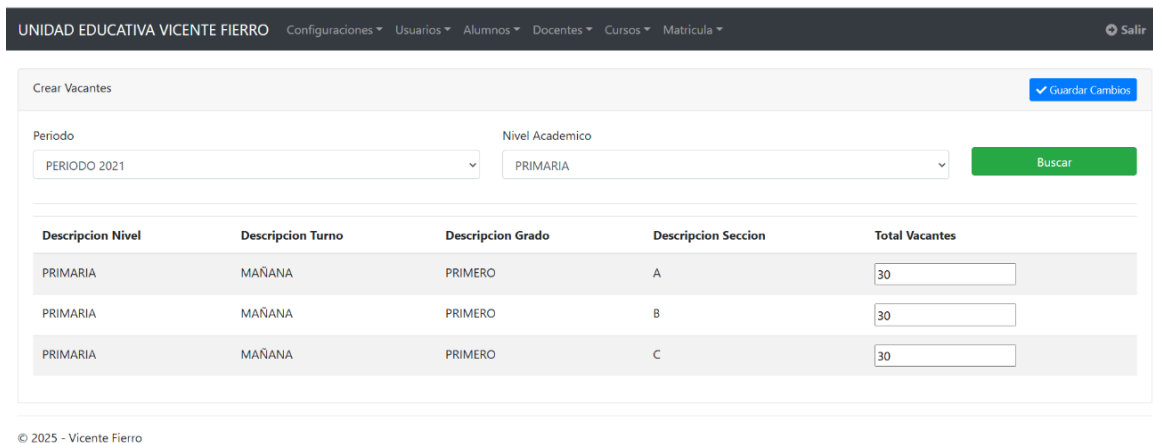 UNIDAD EDUCATIVA VICENTE FIERRO Configuraciones Usuarios Alumnos Docentes Cursos Matricula Salir
Crear Vacantes Guardar Cambios
Periodo Nivel Academico
PERIODO 2021 PRIMARIA Buscar
Descripcion Nivel Descripcion Turno Descripcion Grado Descripcion Seccion Total Vacantes
PRIMARIA MAÑANA PRIMERO A 30
PRIMARIA MAÑANA PRIMERO B 30
PRIMARIA MAÑANA PRIMERO C 30
© 2025 - Vicente Fierro